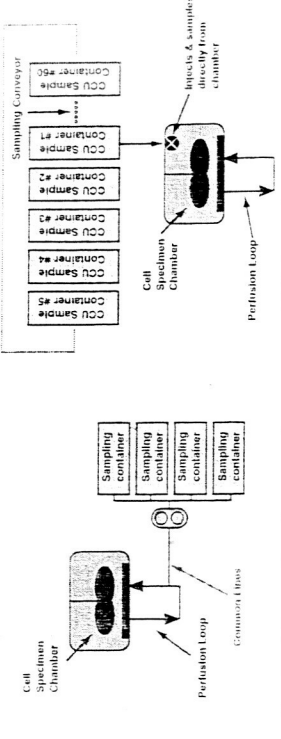 Sampling Conveyor
CCU Sample
Container #5
CCU Sample
Container #4
CCU Sample
Container #3
CCU Sample
Container #2
CCU Sample
Container #1
CCU Sample
Container #60
Cell
Specimen
Chamber
Injects & samples
directly from
chamber
Perfusion Loop
Cell
Specimen
Chamber
Sampling
container
Sampling
container
Sampling
container
Sampling
container
Perfusion Loop
Common Lines